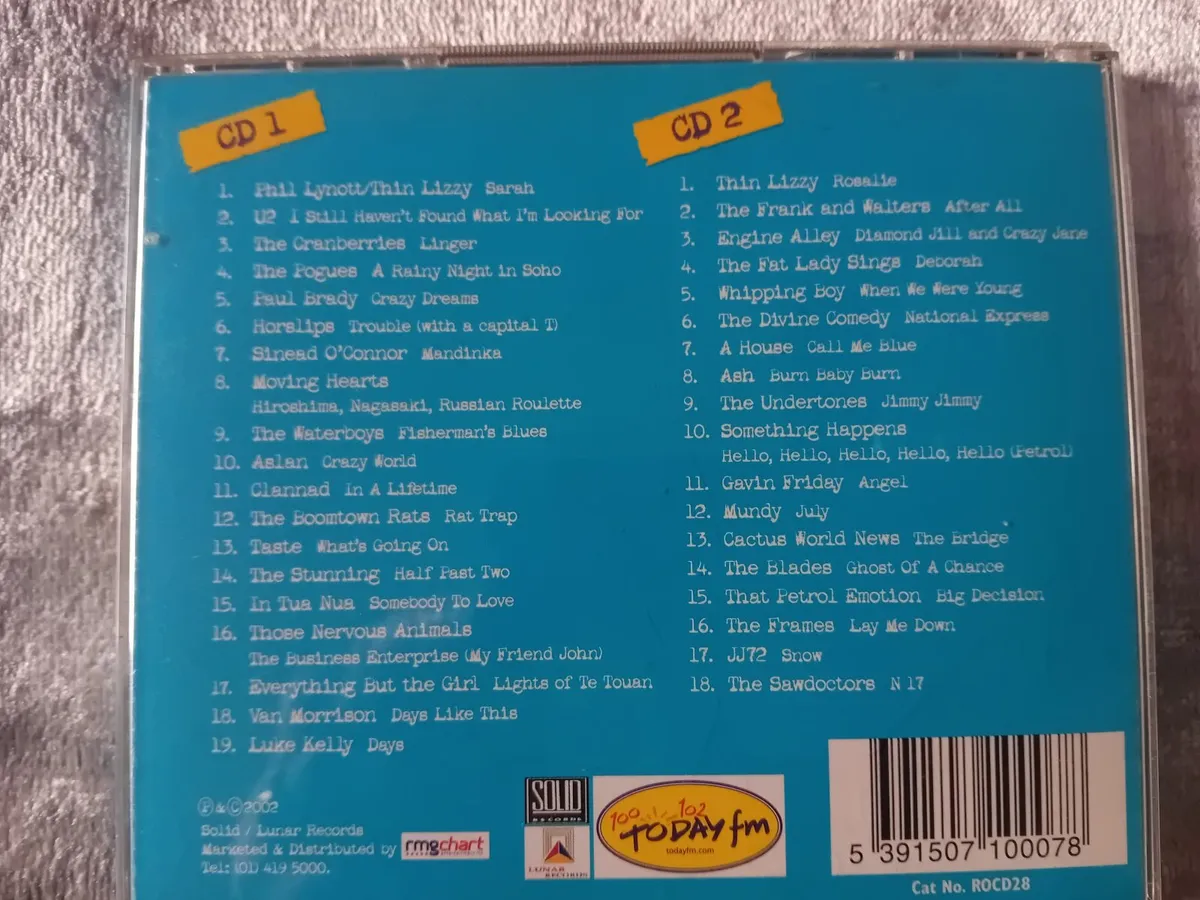 CD 1
1. Phil Lynott/Thin Lizzy Sarah
2. U2 I Still Haven't Found What I'm Looking For
3. The Cranberries Linger
4. The Pogues A Rainy Night in Soho
5. Paul Brady Crazy Dreams
6. Horslips Trouble (with a capital T)
7. Sinead O'Connor Mandinka
8. Moving Hearts
Hiroshima, Nagasaki, Russian Roulette
9. The Waterboys Fisherman's Blues
10. Aslan Crazy World
11. Clannad In A Lifetime
12. The Boomtown Rats Rat Trap
13. Taste What's Going On
14. The Stunning Half Past Two
15. In Tua Nua Somebody To Love
16. Those Nervous Animals
The Business Enterprise (My Friend John)
17. Everything But the Girl Lights of Te Touan
18. Van Morrison Days Like This
19. Luke Kelly Days
CD 2
1. Thin Lizzy Rosalie
2. The Frank and Walters After All
3. Engine Alley Diamond Jill and Crazy Jane
4. The Fat Lady Sings Deborah
5. Whipping Boy When We Were Young
6. The Divine Comedy National Express
7. A House Call Me Blue
8. Ash Burn Baby Burn
9. The Undertones Jimmy Jimmy
10. Something Happens
Hello, Hello, Hello, Hello, Hello (Petrol)
11. Gavin Friday Angel
12. Mundy July
13. Cactus World News The Bridge
14. The Blades Ghost Of A Chance
15. That Petrol Emotion Big Decision
16. The Frames Lay Me Down
17. JJ72 Snow
18. The Sawdoctors N 17
Ⓟ&Ⓒ2002
Solid / Lunar Records
Marketed & Distributed by rmgchart
Tel: (01) 419 5000.
SOLID
RECORDS
LUNAR
RECORDS
100 102
TODAY fm
todayfm.com
5 391507 100078
Cat No. ROCD28